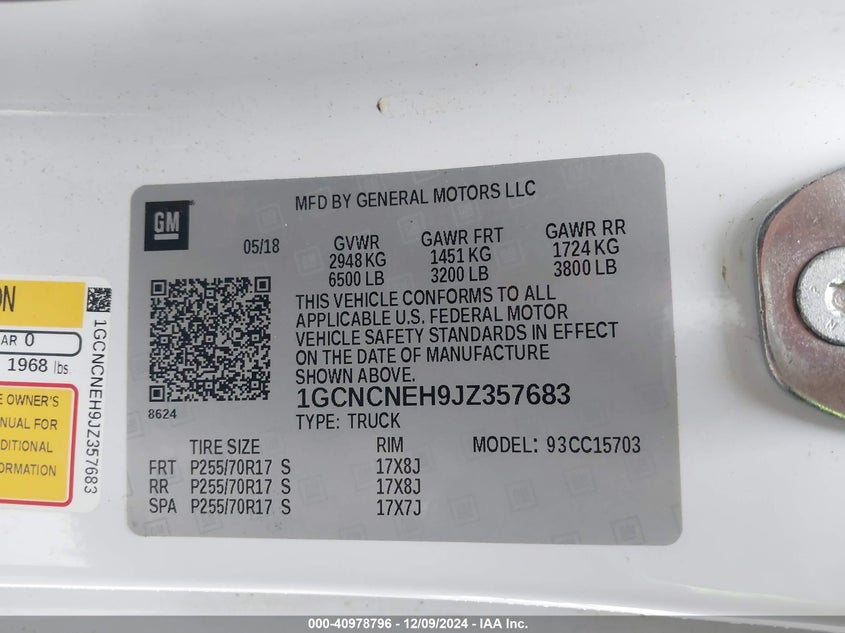 MFD BY GENERAL MOTORS LLC
GM
05/18
GVWR
2948 KG
6500 LB
GAWR FRT
1451 KG
3200 LB
GAWR RR
1724 KG
3800 LB
THIS VEHICLE CONFORMS TO ALL
APPLICABLE U.S. FEDERAL MOTOR
VEHICLE SAFETY STANDARDS IN EFFECT
ON THE DATE OF MANUFACTURE
SHOWN ABOVE.
8624
1GCNCNEH9JZ357683
TYPE: TRUCK
TIRE SIZE RIM MODEL: 93CC15703
FRT P255/70R17 S 17X8J
RR P255/70R17 S 17X8J
SPA P255/70R17 S 17X7J
ON
AR 0
1968 lbs.
E OWNER'S
ANUAL FOR
DITIONAL
FORMATION
1GCNCNEH9JZ357683
000-40978796 - 12/09/2024 - IAA Inc.